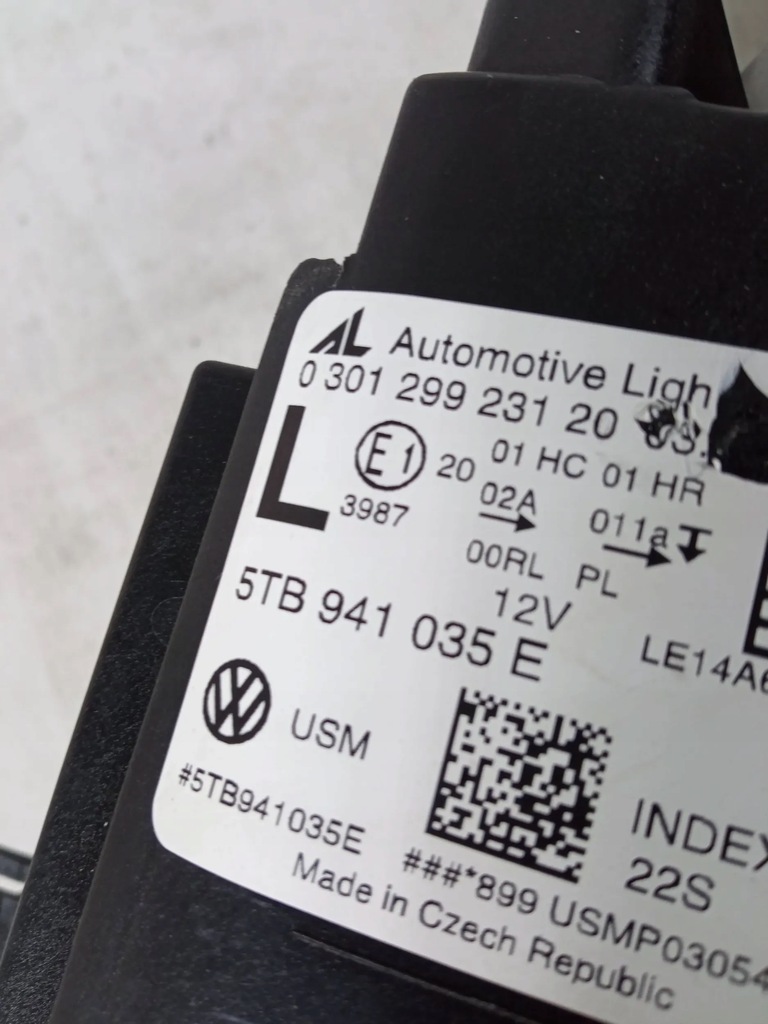 AL Automotive Ligh
0 301 299 231 20
L E1 20 01 HC 01 HR
3987 02A 011a
00RL PL
12V
5TB 941 035 E LE14A6
USM
#5TB941035E INDEX
22S
###*899 USMP03054
Made in Czech Republic